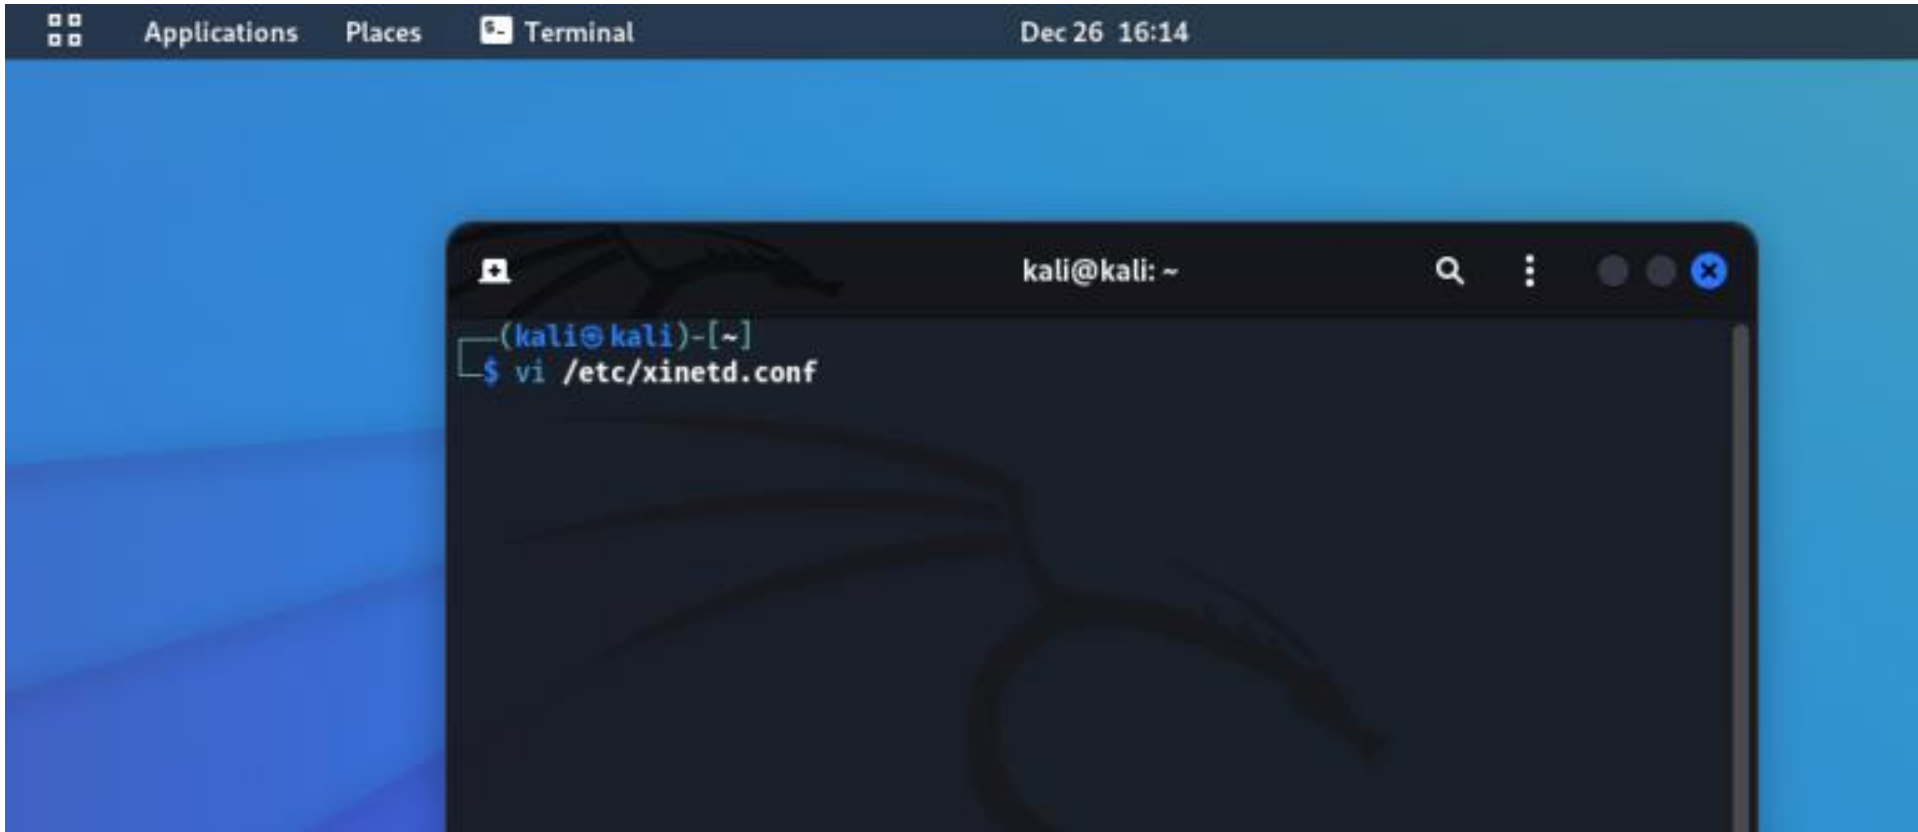 Applications Places Terminal Dec 26 16:14
kali@kali: ~
┌──(kali㉿kali)-[~]
└─$ vi /etc/xinetd.conf